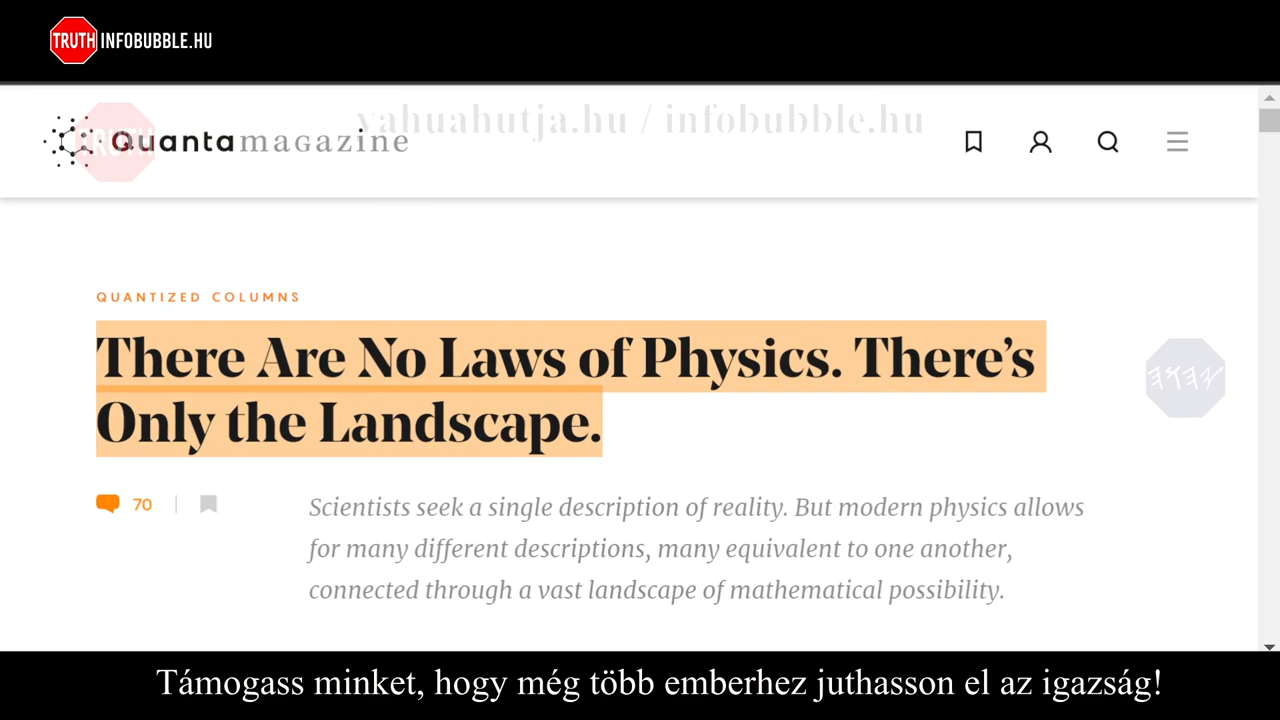 TRUTH INFOBUBBLE.HU
yahuahutja.hu / infobubble.hu
TRUTH
Quantamagazine
QUANTIZED COLUMNS
There Are No Laws of Physics. There’s
Only the Landscape.
𐤉𐤄𐤅𐤄
70
Scientists seek a single description of reality. But modern physics allows
for many different descriptions, many equivalent to one another,
connected through a vast landscape of mathematical possibility.
Támogass minket, hogy még több emberhez juthasson el az igazság!